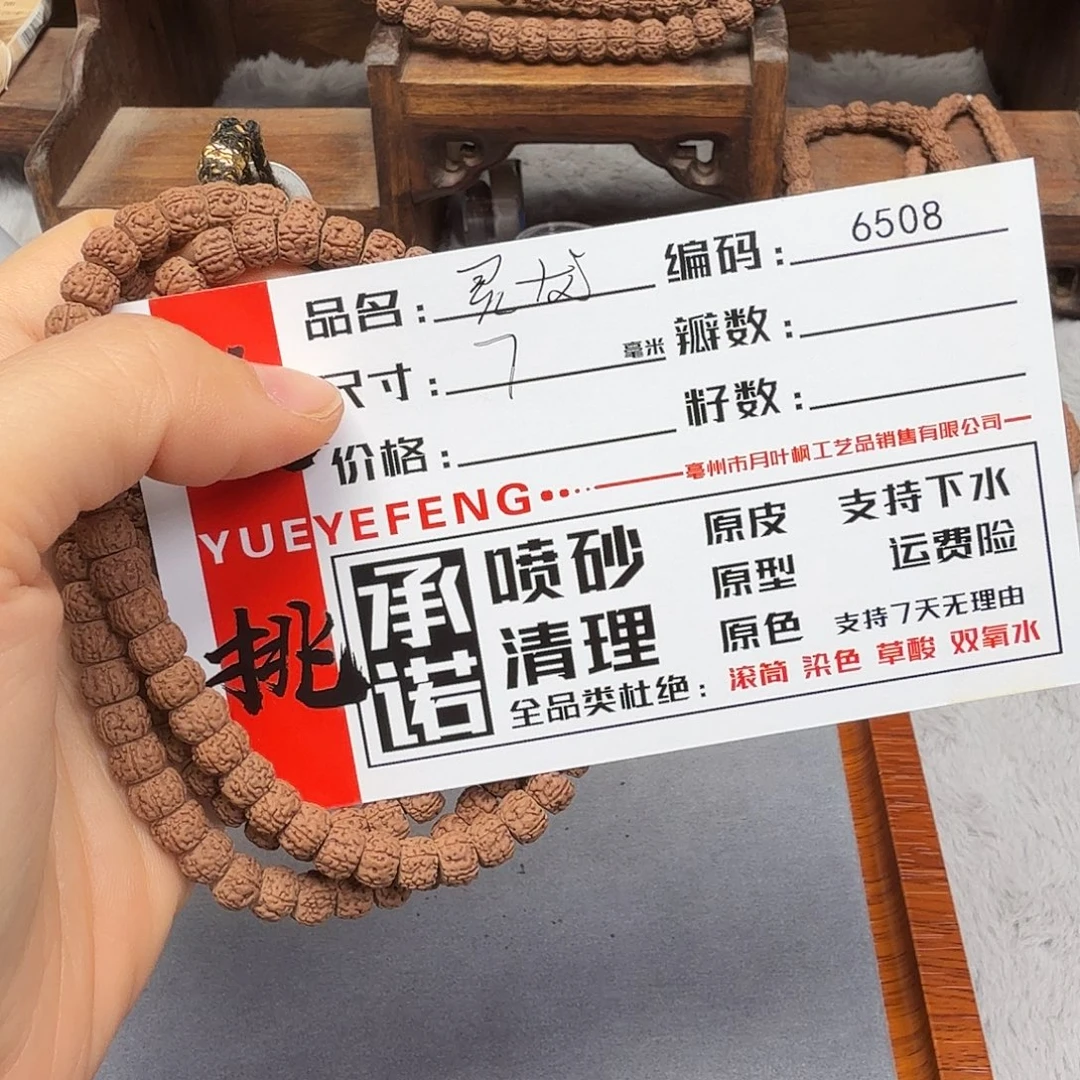 品名: 编码: 6508
尺寸: 7 毫米 瓣数:
价格: 籽数:
亳州市月叶枫工艺品销售有限公司
YUEYEFENG
挑
承诺
喷砂
清理
原皮
原型
原色
支持下水
运费险
支持7天无理由
全品类杜绝: 滚筒 染色 草酸 双氧水